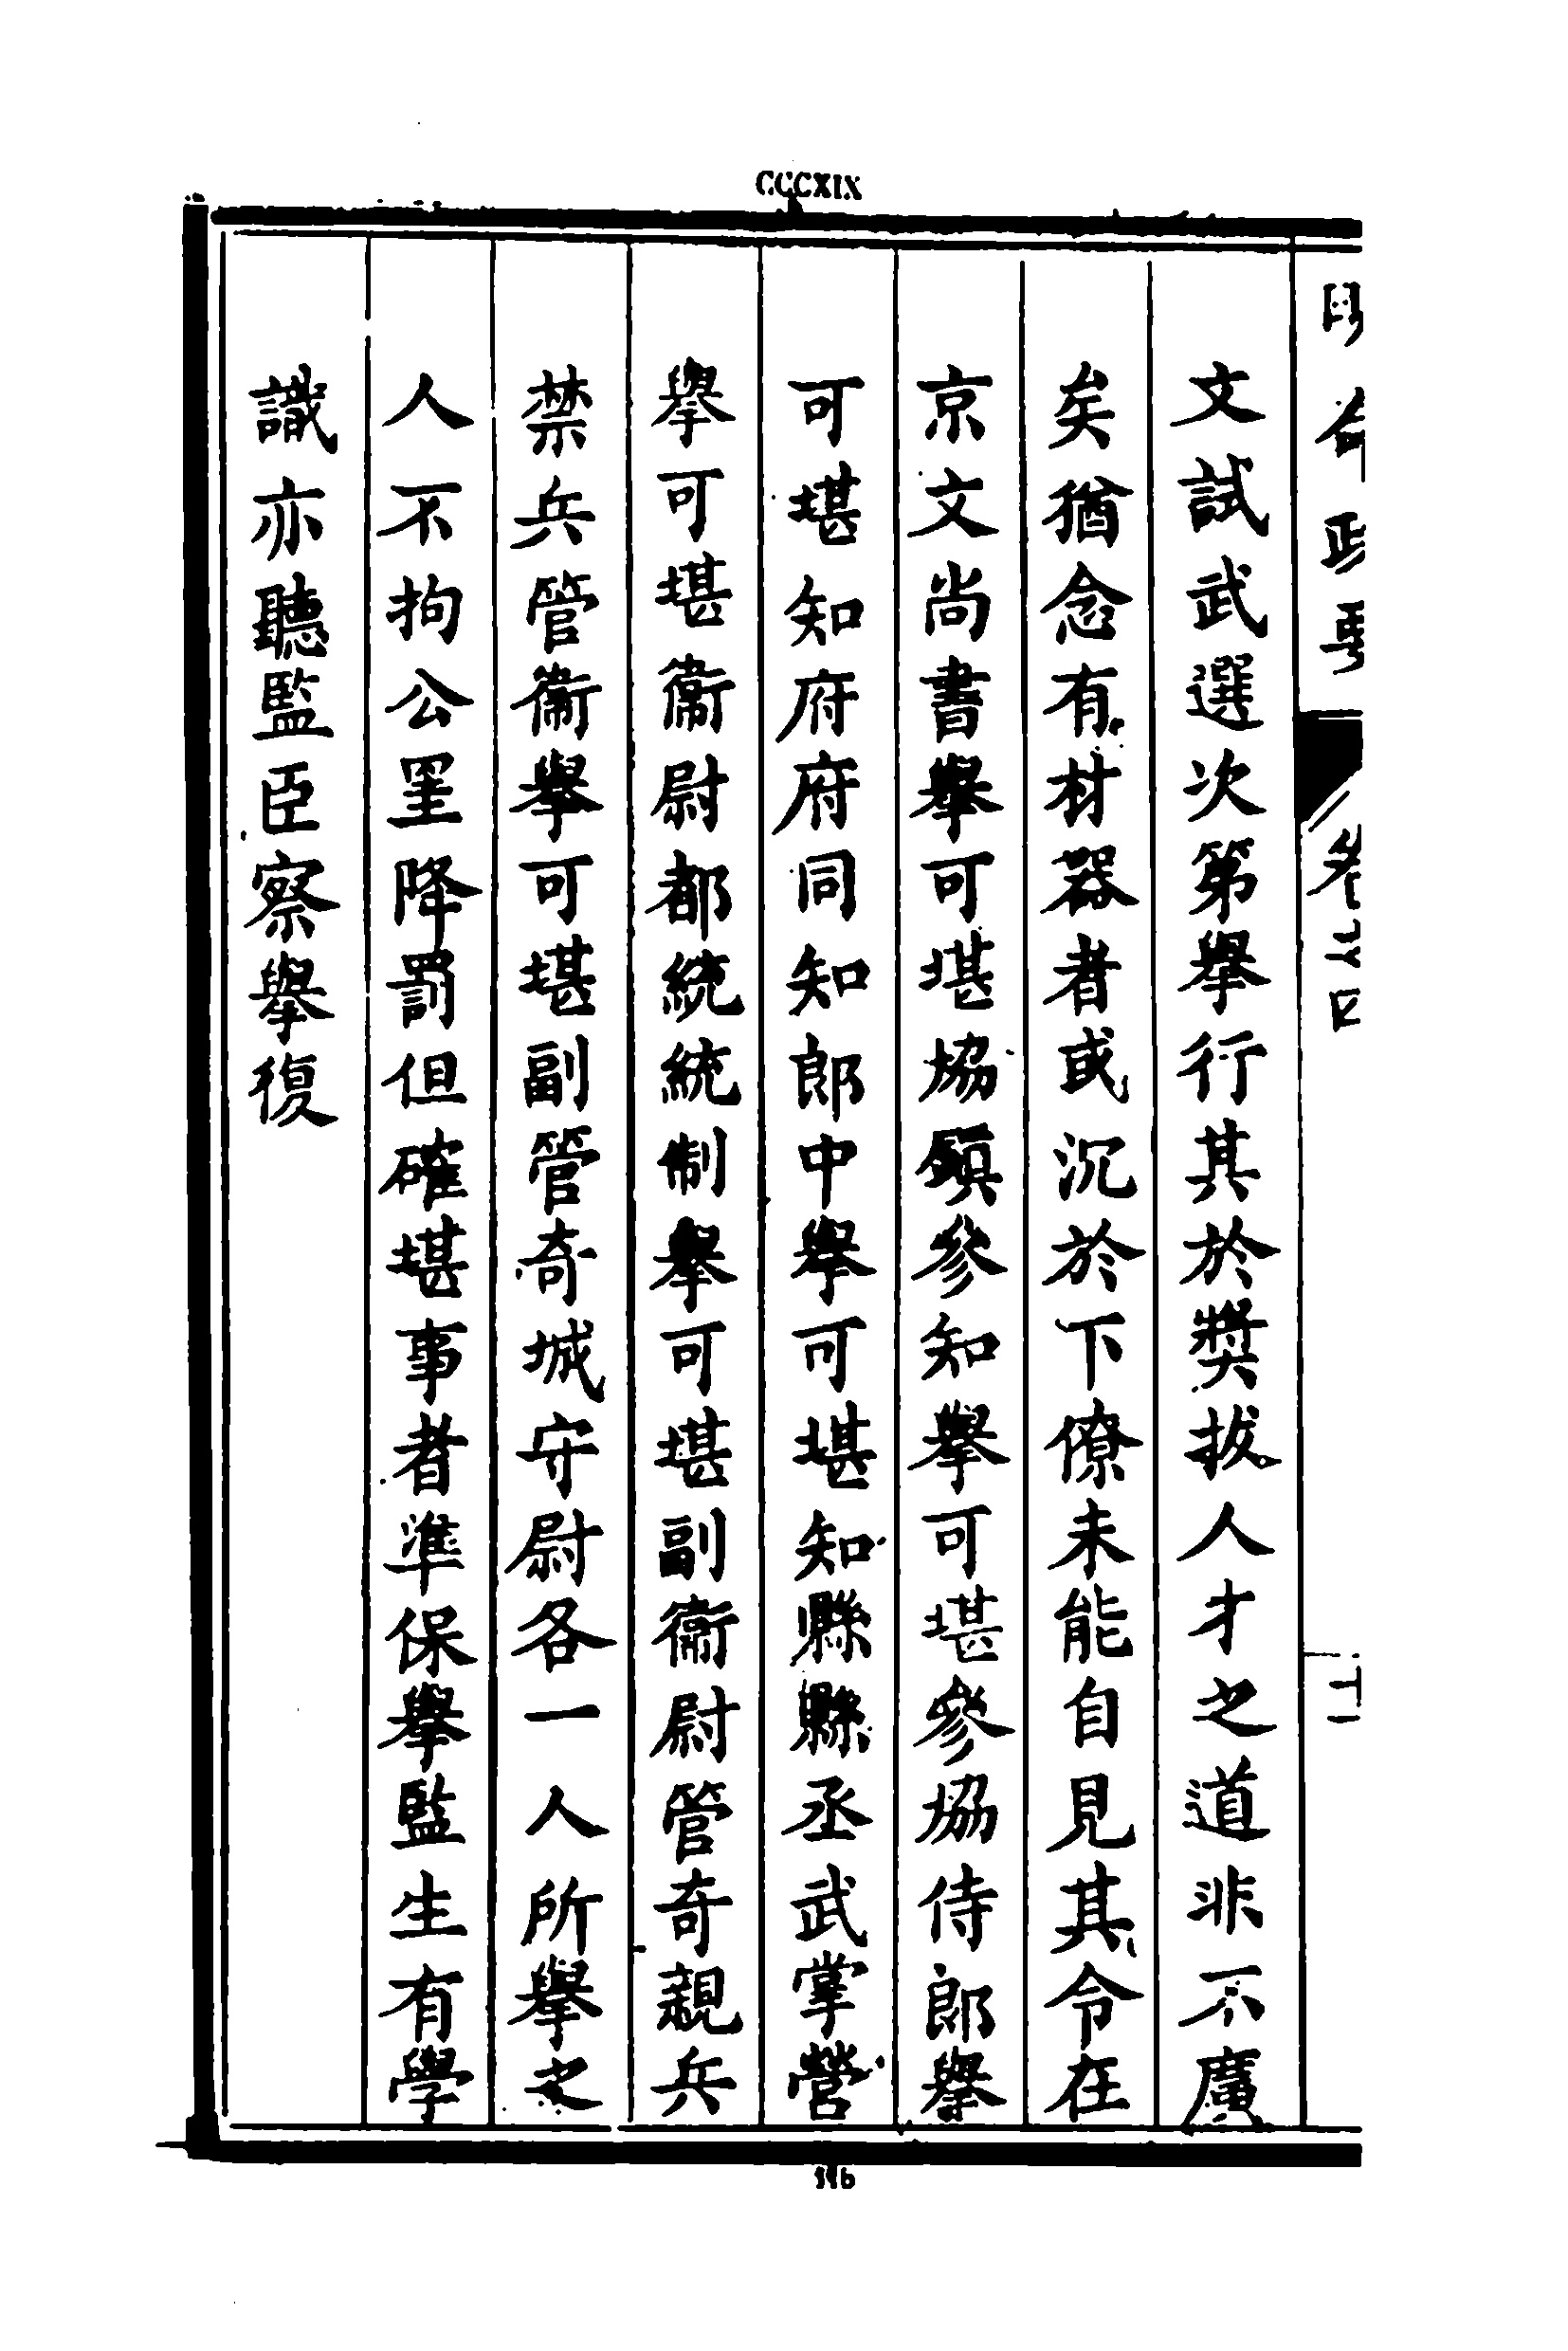 CCCXIX
文試武選次第舉行其於奬拔人才之道非不廣
矣猶念有材器者或沉於下僚未能自見其令在
京文尚書舉可堪協鎮參知舉可堪參協侍郎舉
可堪知府府同知郎中舉可堪知縣縣丞武掌營
舉可堪衞尉都統統制舉可堪副衞尉管奇親兵
禁兵管衞舉可堪副管奇城守尉各一人所舉之
人不拘公罣降罰但確堪事者準保舉監生有學
識亦聽監臣察舉復
11b